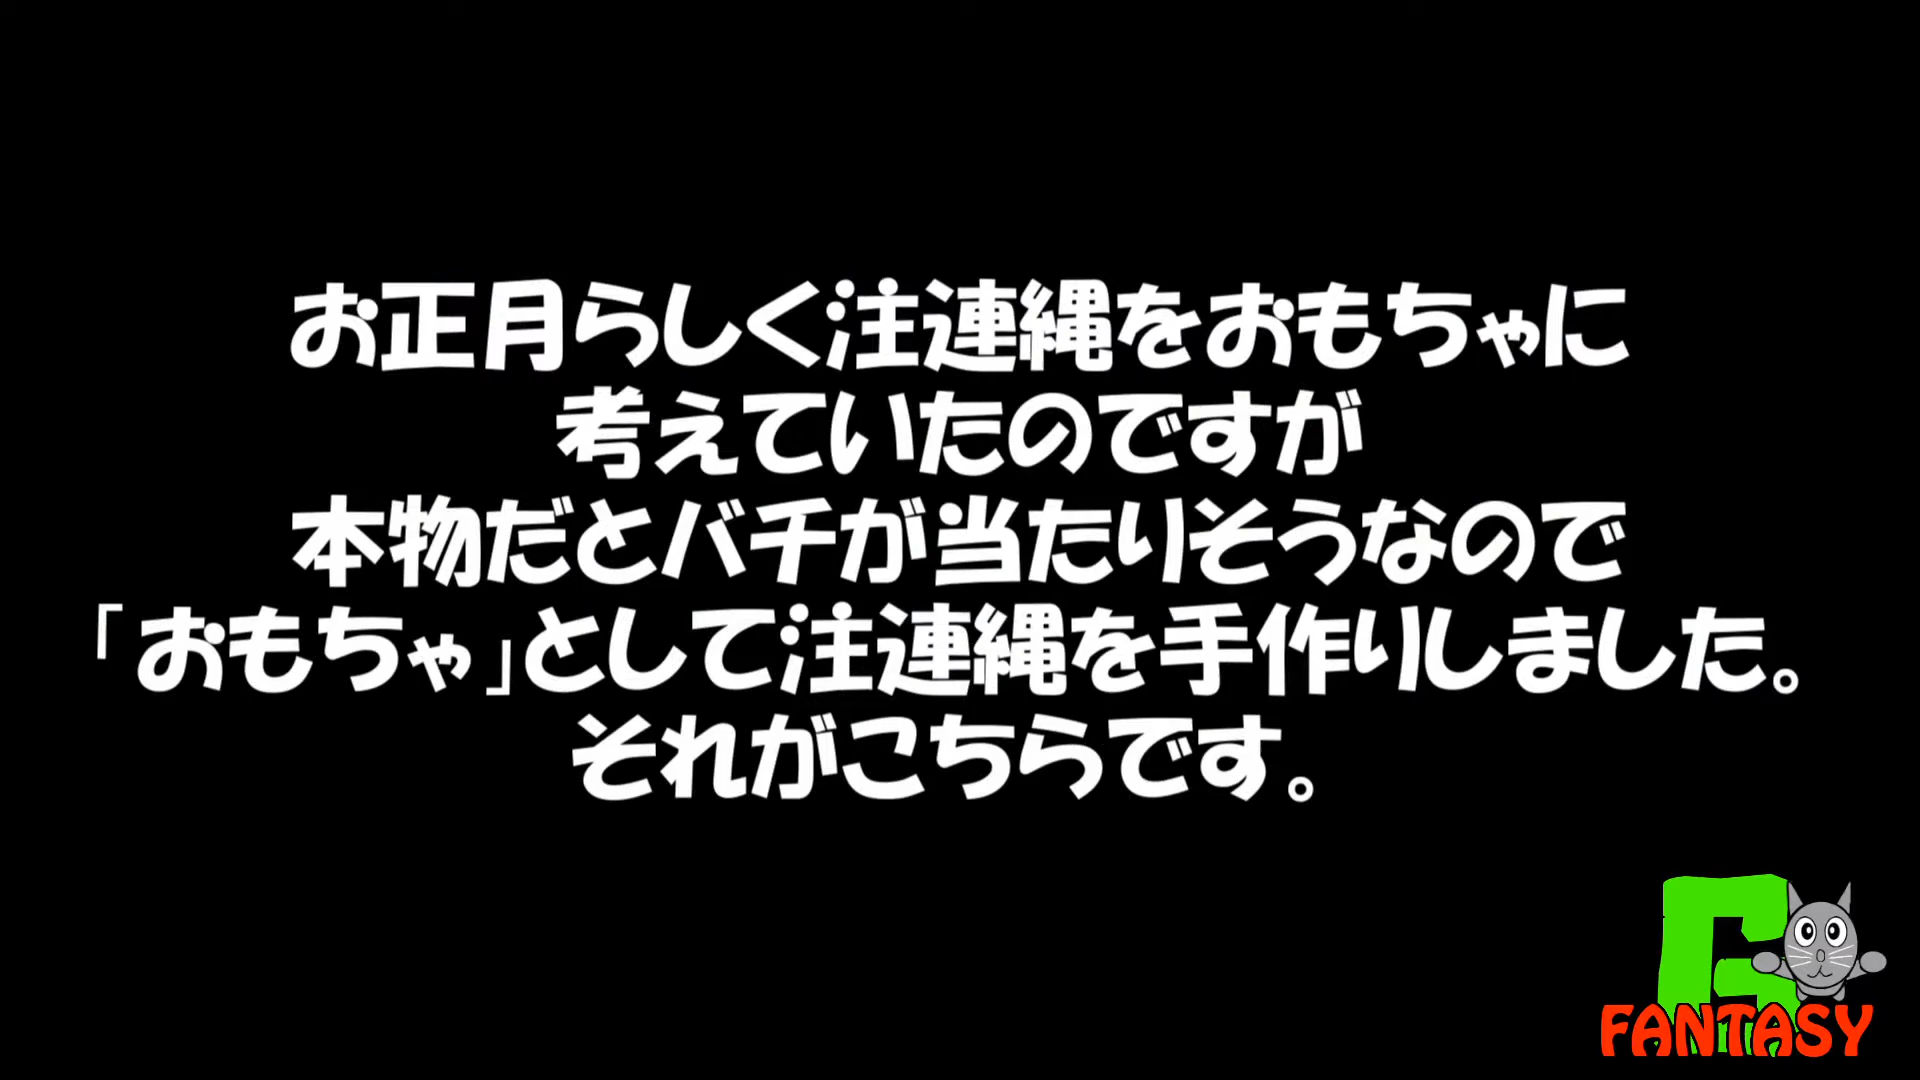 お正月らしく注連縄をおもちゃに
考えていたのですが
本物だとバチが当たりそうなので
「おもちゃ」として注連縄を手作りしました。
それがこちらです。
G
FANTASY